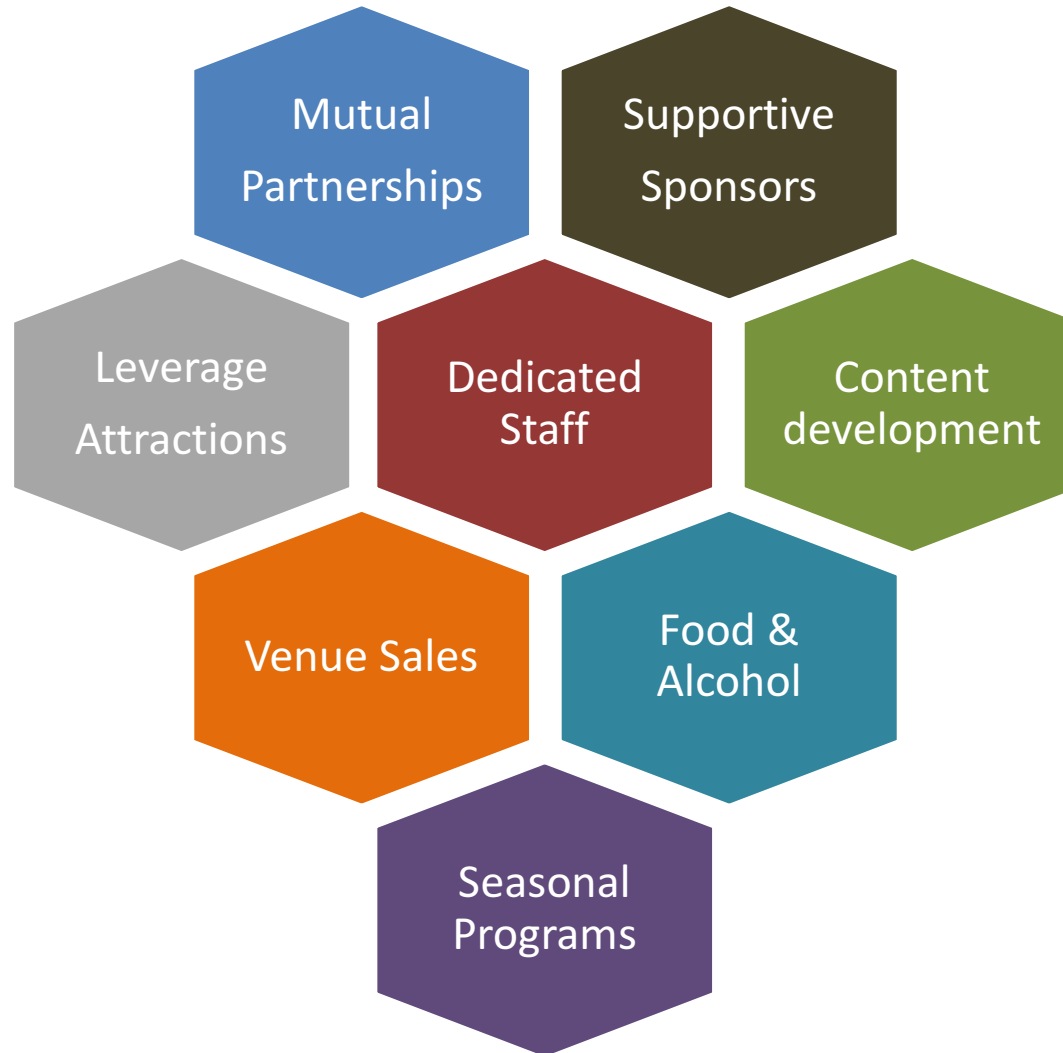 Mutual
Partnerships
Supportive
Sponsors
Leverage
Attractions
Dedicated
Staff
Content
development
Venue Sales
Food &
Alcohol
Seasonal
Programs